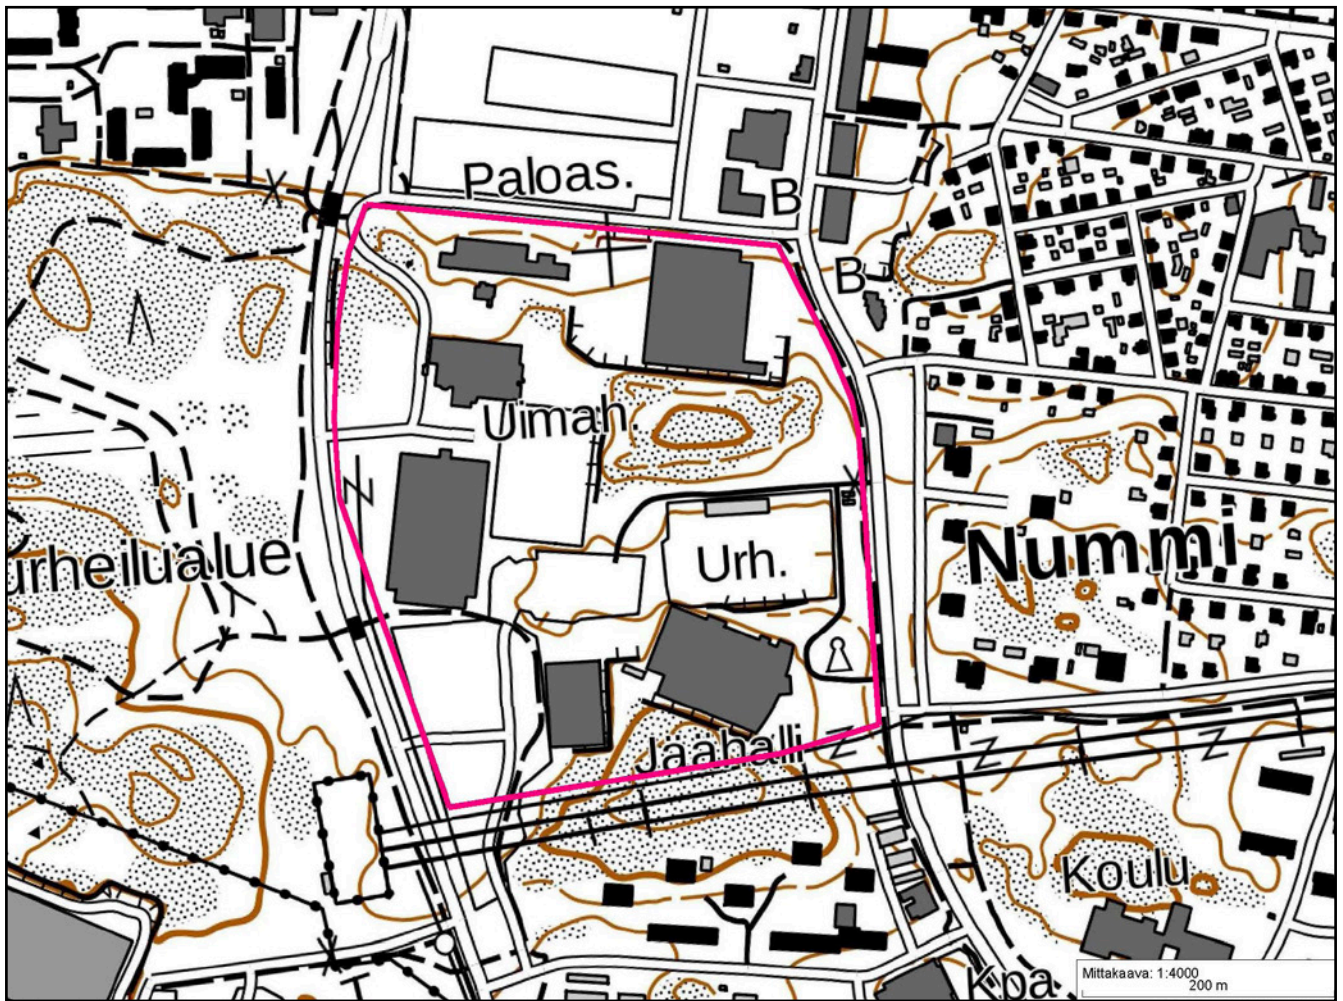 Paloas.
B
B
Uimah.
urheilualue
Urh.
Nummi
Jäähalli
Koulu
Kpa
Mittakaava: 1:4000
200 m